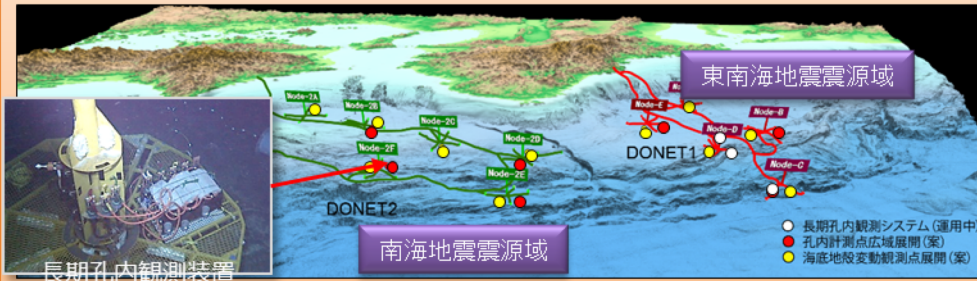 東南海地震震源域
Node-2A
Node-2B
Node-2C
Node-2D
Node-2E
Node-2F
Node-E
Node-D
Node-B
Node-C
DONET1
DONET2
南海地震震源域
長期孔内観測装置
長期孔内観測システム(運用中
孔内計測点広域展開(案)
海底地殻変動観測点展開(案)